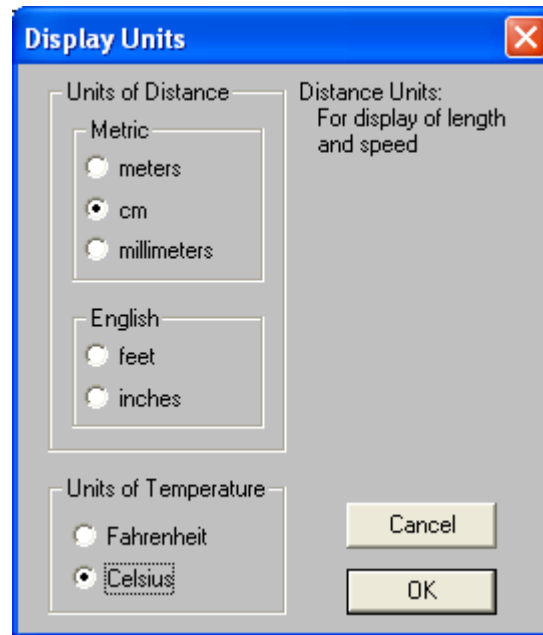 Display Units
Units of Distance
Metric
meters
cm
millimeters
English
feet
inches
Distance Units:
For display of length
and speed
Units of Temperature
Fahrenheit
Celsius
Cancel
OK